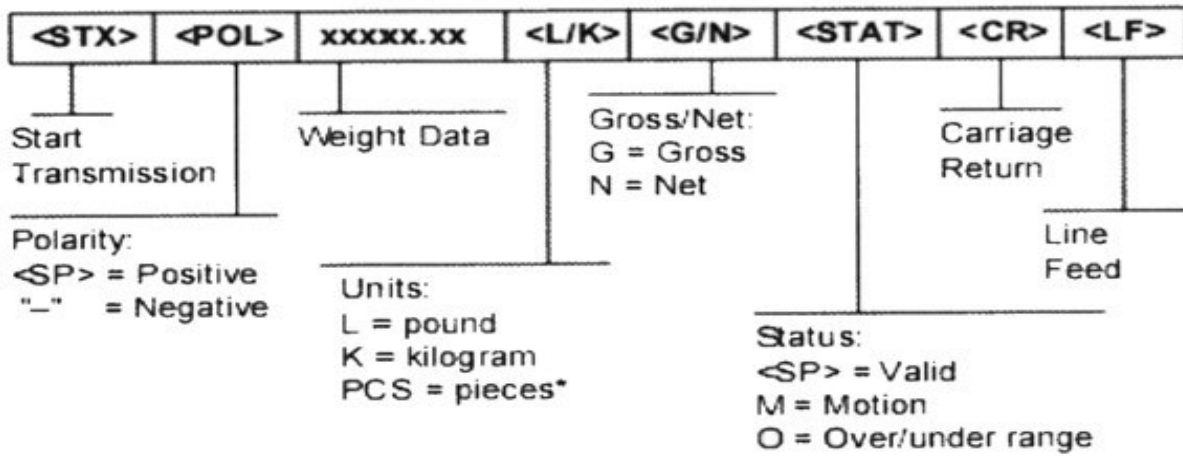 <STX> <POL> xxxxx.xx <L/K> <G/N> <STAT> <CR> <LF>
Start
Transmission
Weight Data
Gross/Net:
G = Gross
N = Net
Carriage
Return
Polarity:
<SP> = Positive
"–" = Negative
Line
Feed
Units:
L = pound
K = kilogram
PCS = pieces*
Status:
<SP> = Valid
M = Motion
O = Over/under range